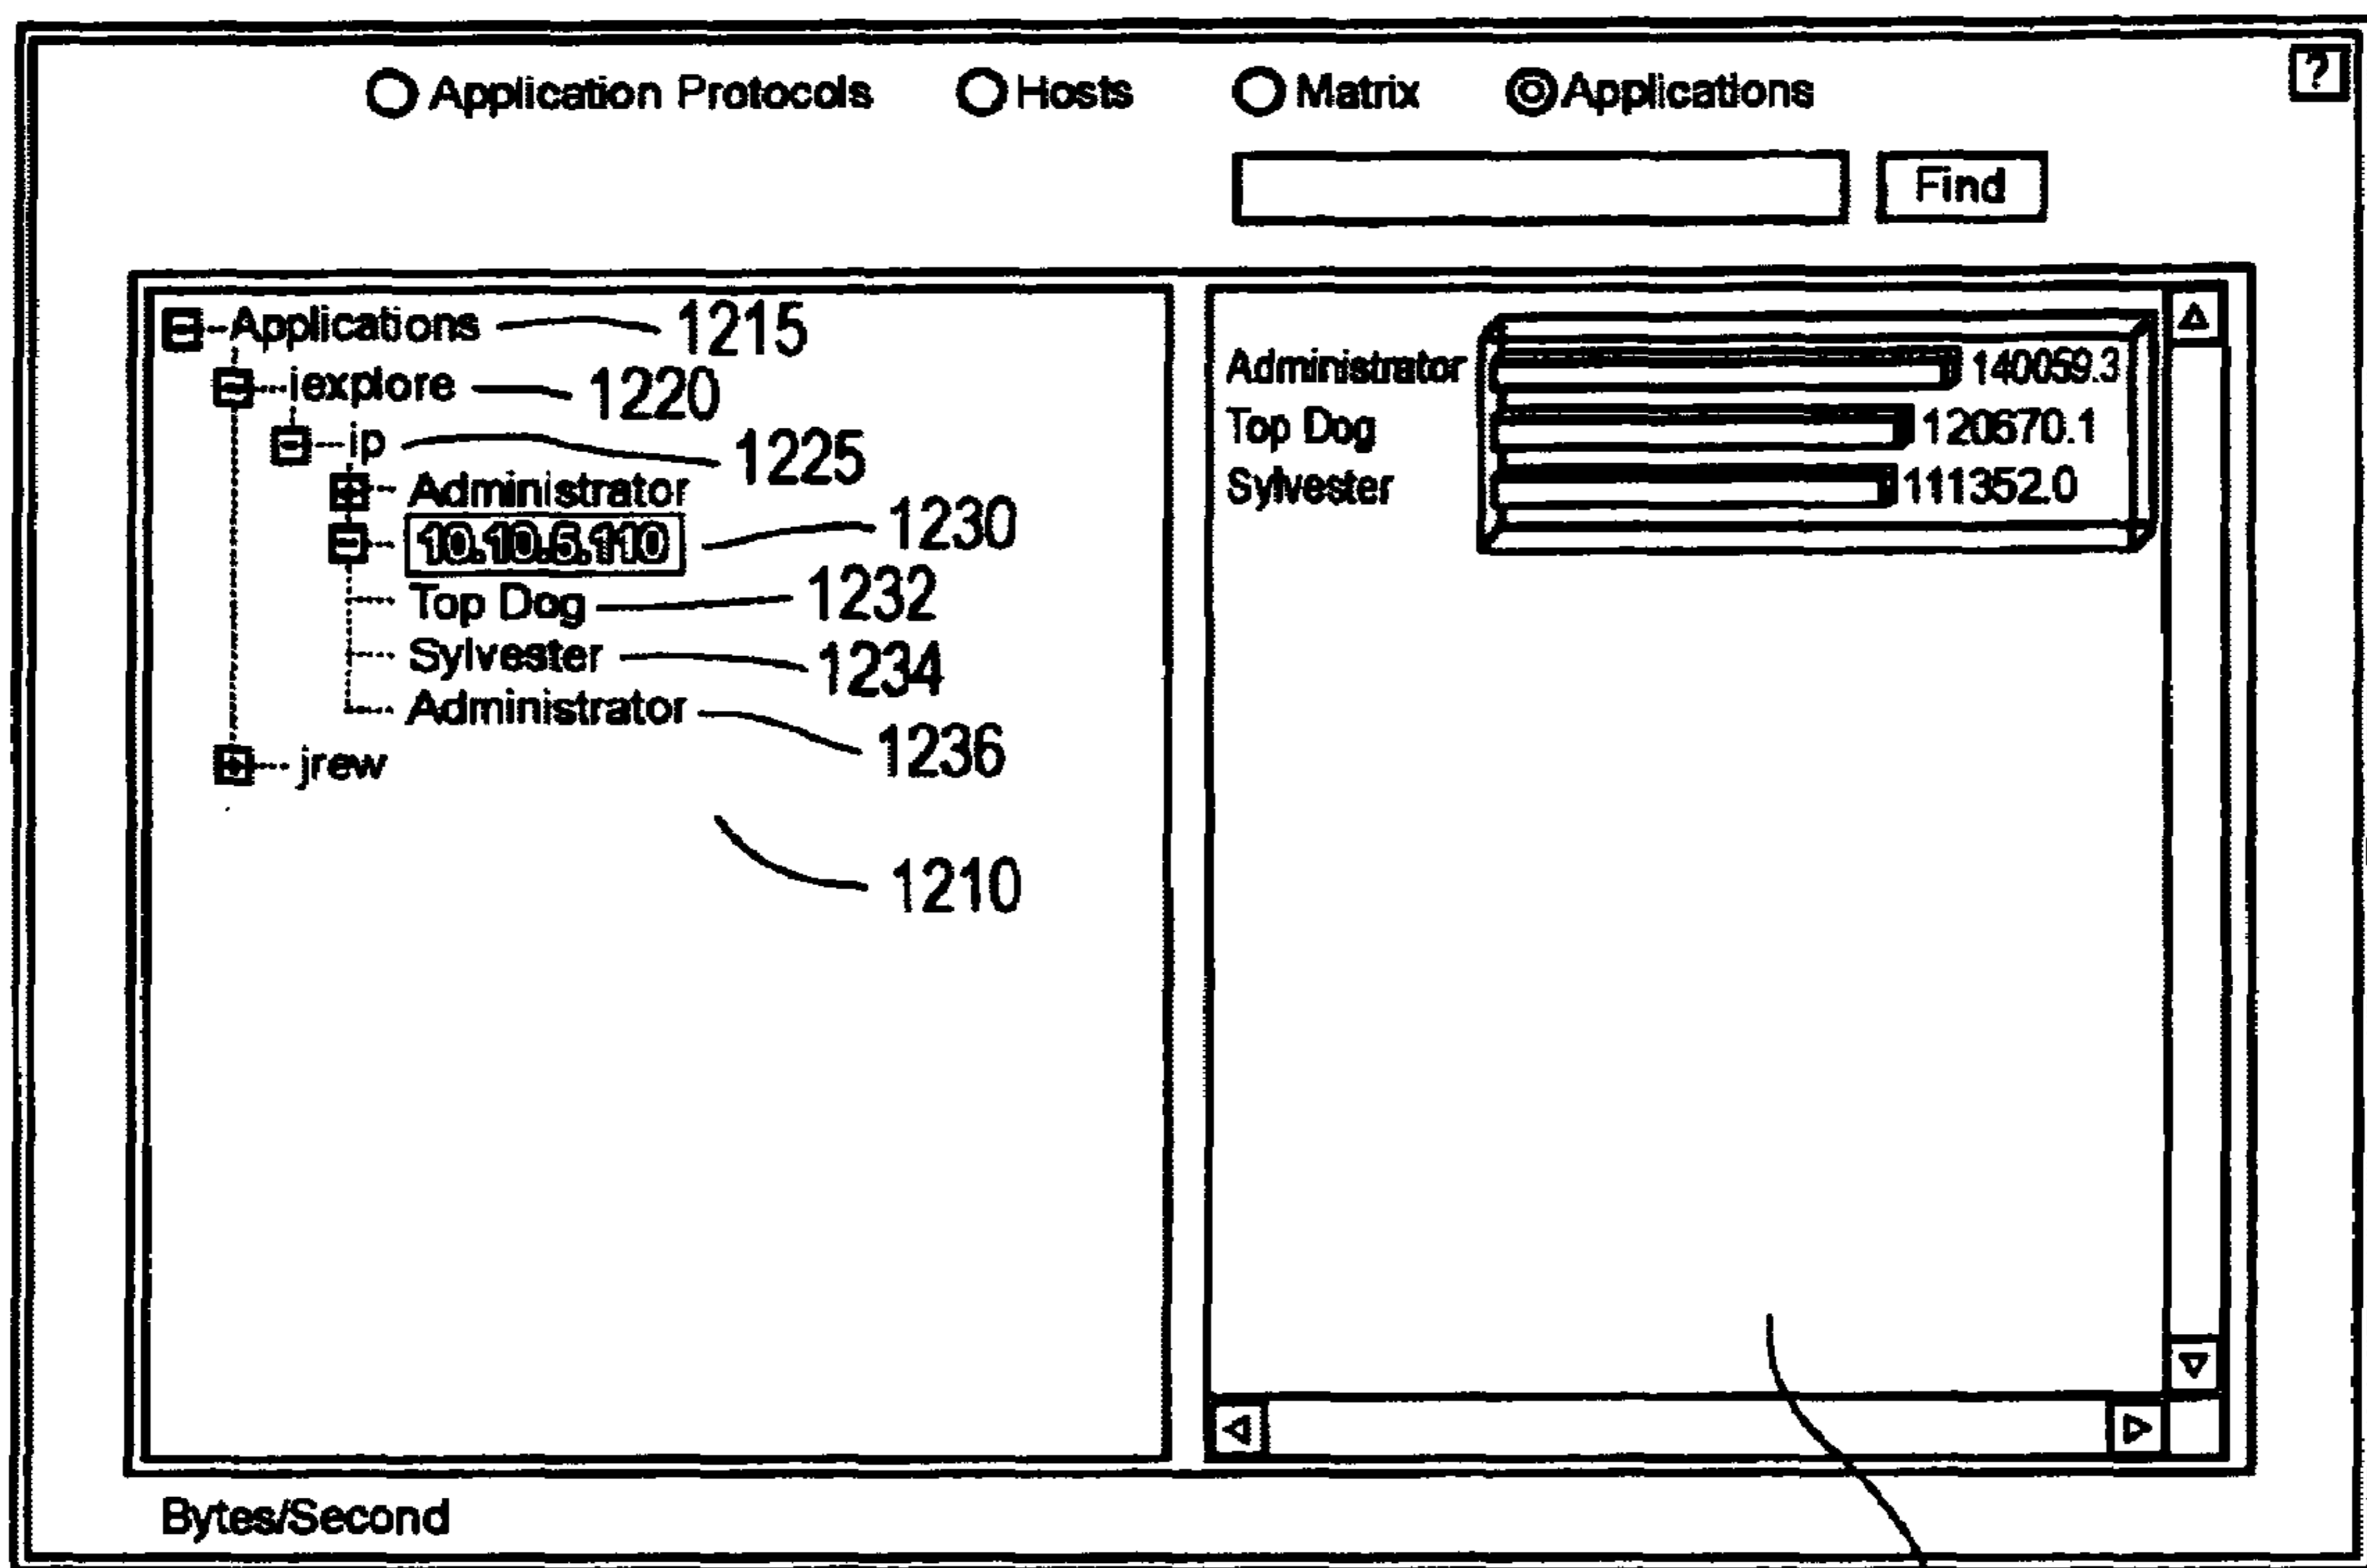 Application Protocols Hosts Matrix Applications ?
Find
Applications 1215
iexplore 1220
ip 1225
Administrator
10.10.5.110 1230
Top Dog 1232
Sylvester 1234
Administrator 1236
jrew
1210
Administrator 140059.3
Top Dog 120670.1
Sylvester 111352.0
Bytes/Second